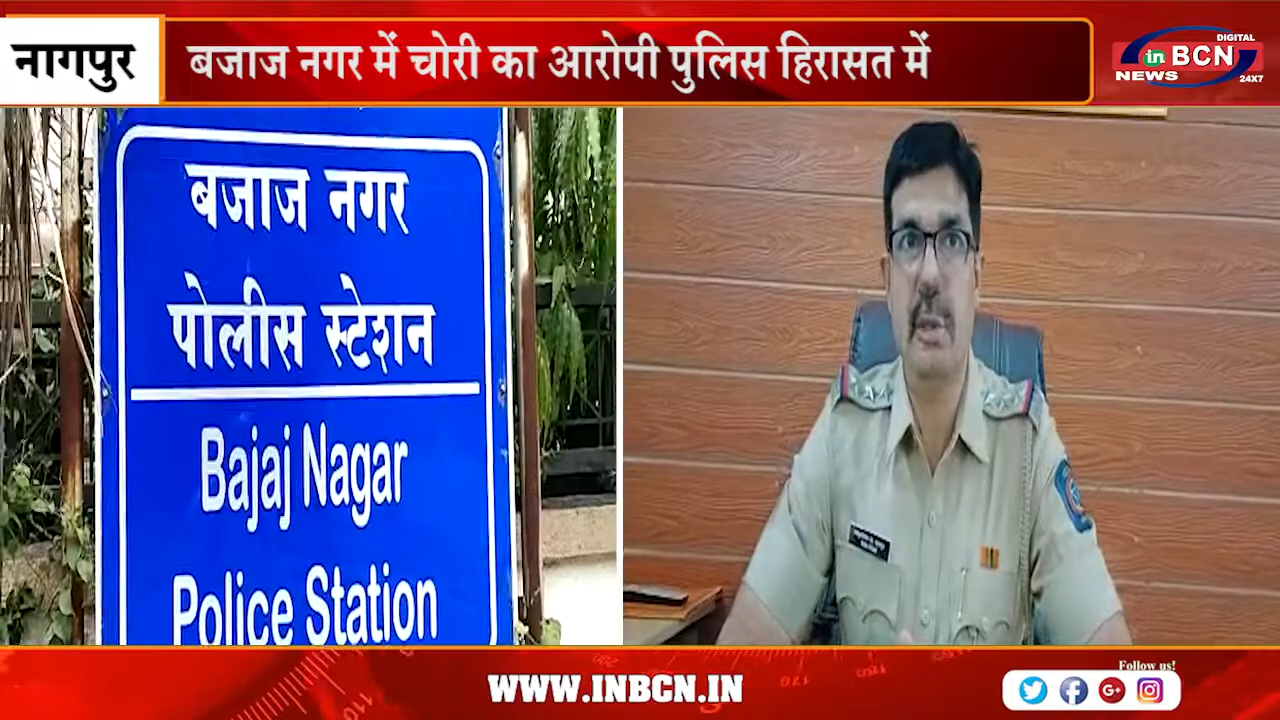 नागपुर
बजाज नगर में चोरी का आरोपी पुलिस हिरासत में
DIGITAL
in BCN
NEWS 24X7
बजाज नगर
पोलीस स्टेशन
Bajaj Nagar
Police Station
WWW.INBCN.IN
Follow us!